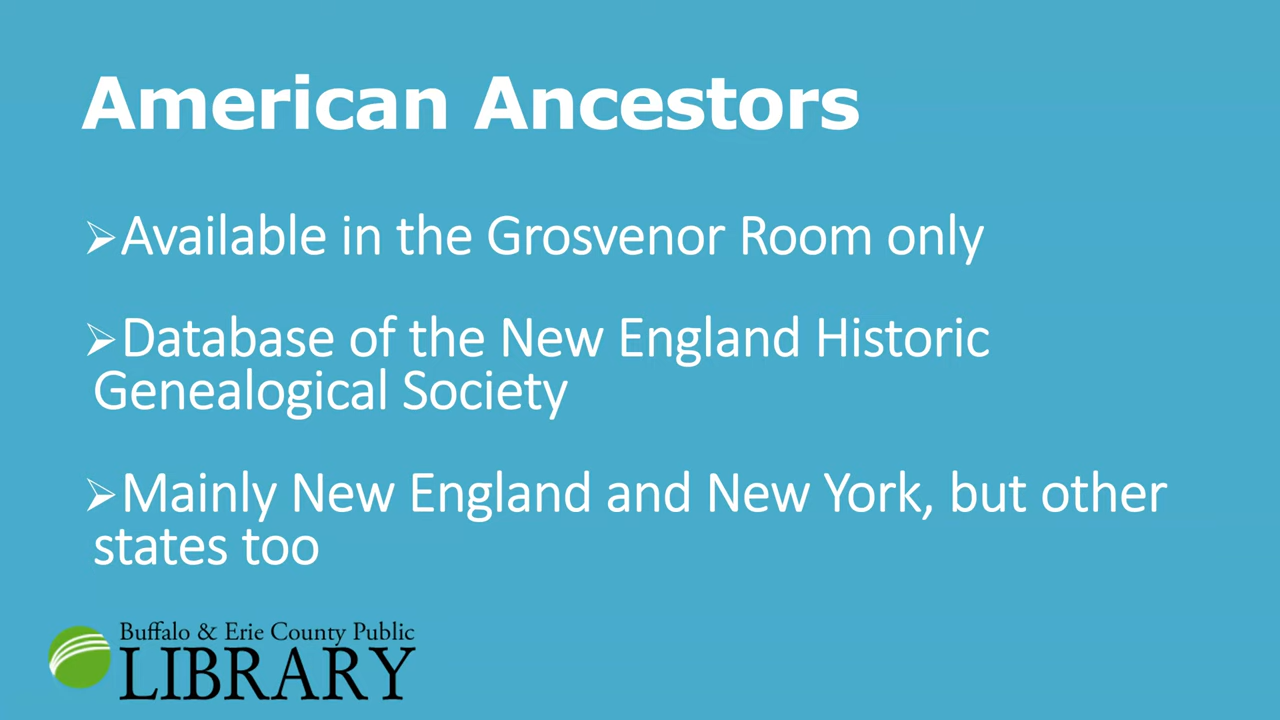 American Ancestors
➢Available in the Grosvenor Room only
➢Database of the New England Historic
Genealogical Society
➢Mainly New England and New York, but other
states too
Buffalo & Erie County Public
LIBRARY